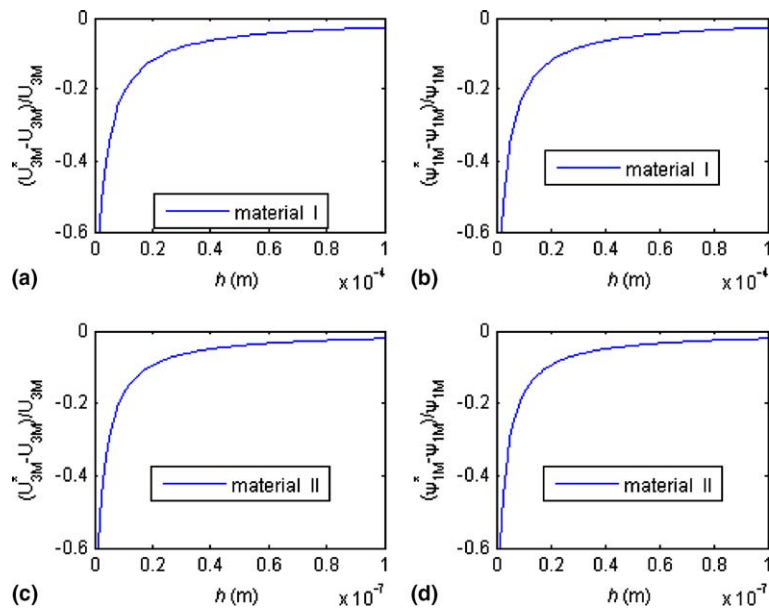 0
-0.2
-0.4
-0.6
(U*3M-U3M)/U3M
material I
0 0.2 0.4 0.6 0.8 1
(a)
h (m)
x 10-4
0
-0.2
-0.4
-0.6
(ψ*1M-ψ1M)/ψ1M
material I
0 0.2 0.4 0.6 0.8 1
(b)
h (m)
x 10-4
0
-0.2
-0.4
-0.6
(U*3M-U3M)/U3M
material II
0 0.2 0.4 0.6 0.8 1
(c)
h (m)
x 10-7
0
-0.2
-0.4
-0.6
(ψ*1M-ψ1M)/ψ1M
material II
0 0.2 0.4 0.6 0.8 1
(d)
h (m)
x 10-7